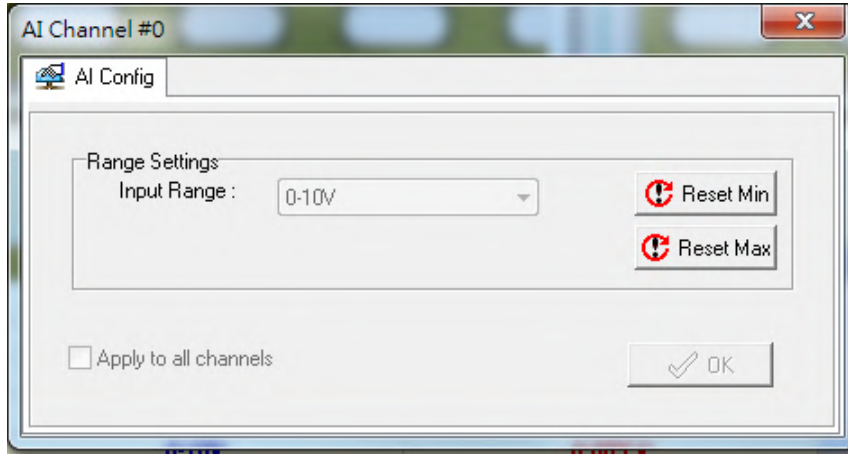 AI Channel #0
AI Config
Range Settings
Input Range :
0-10V
Reset Min
Reset Max
Apply to all channels
OK